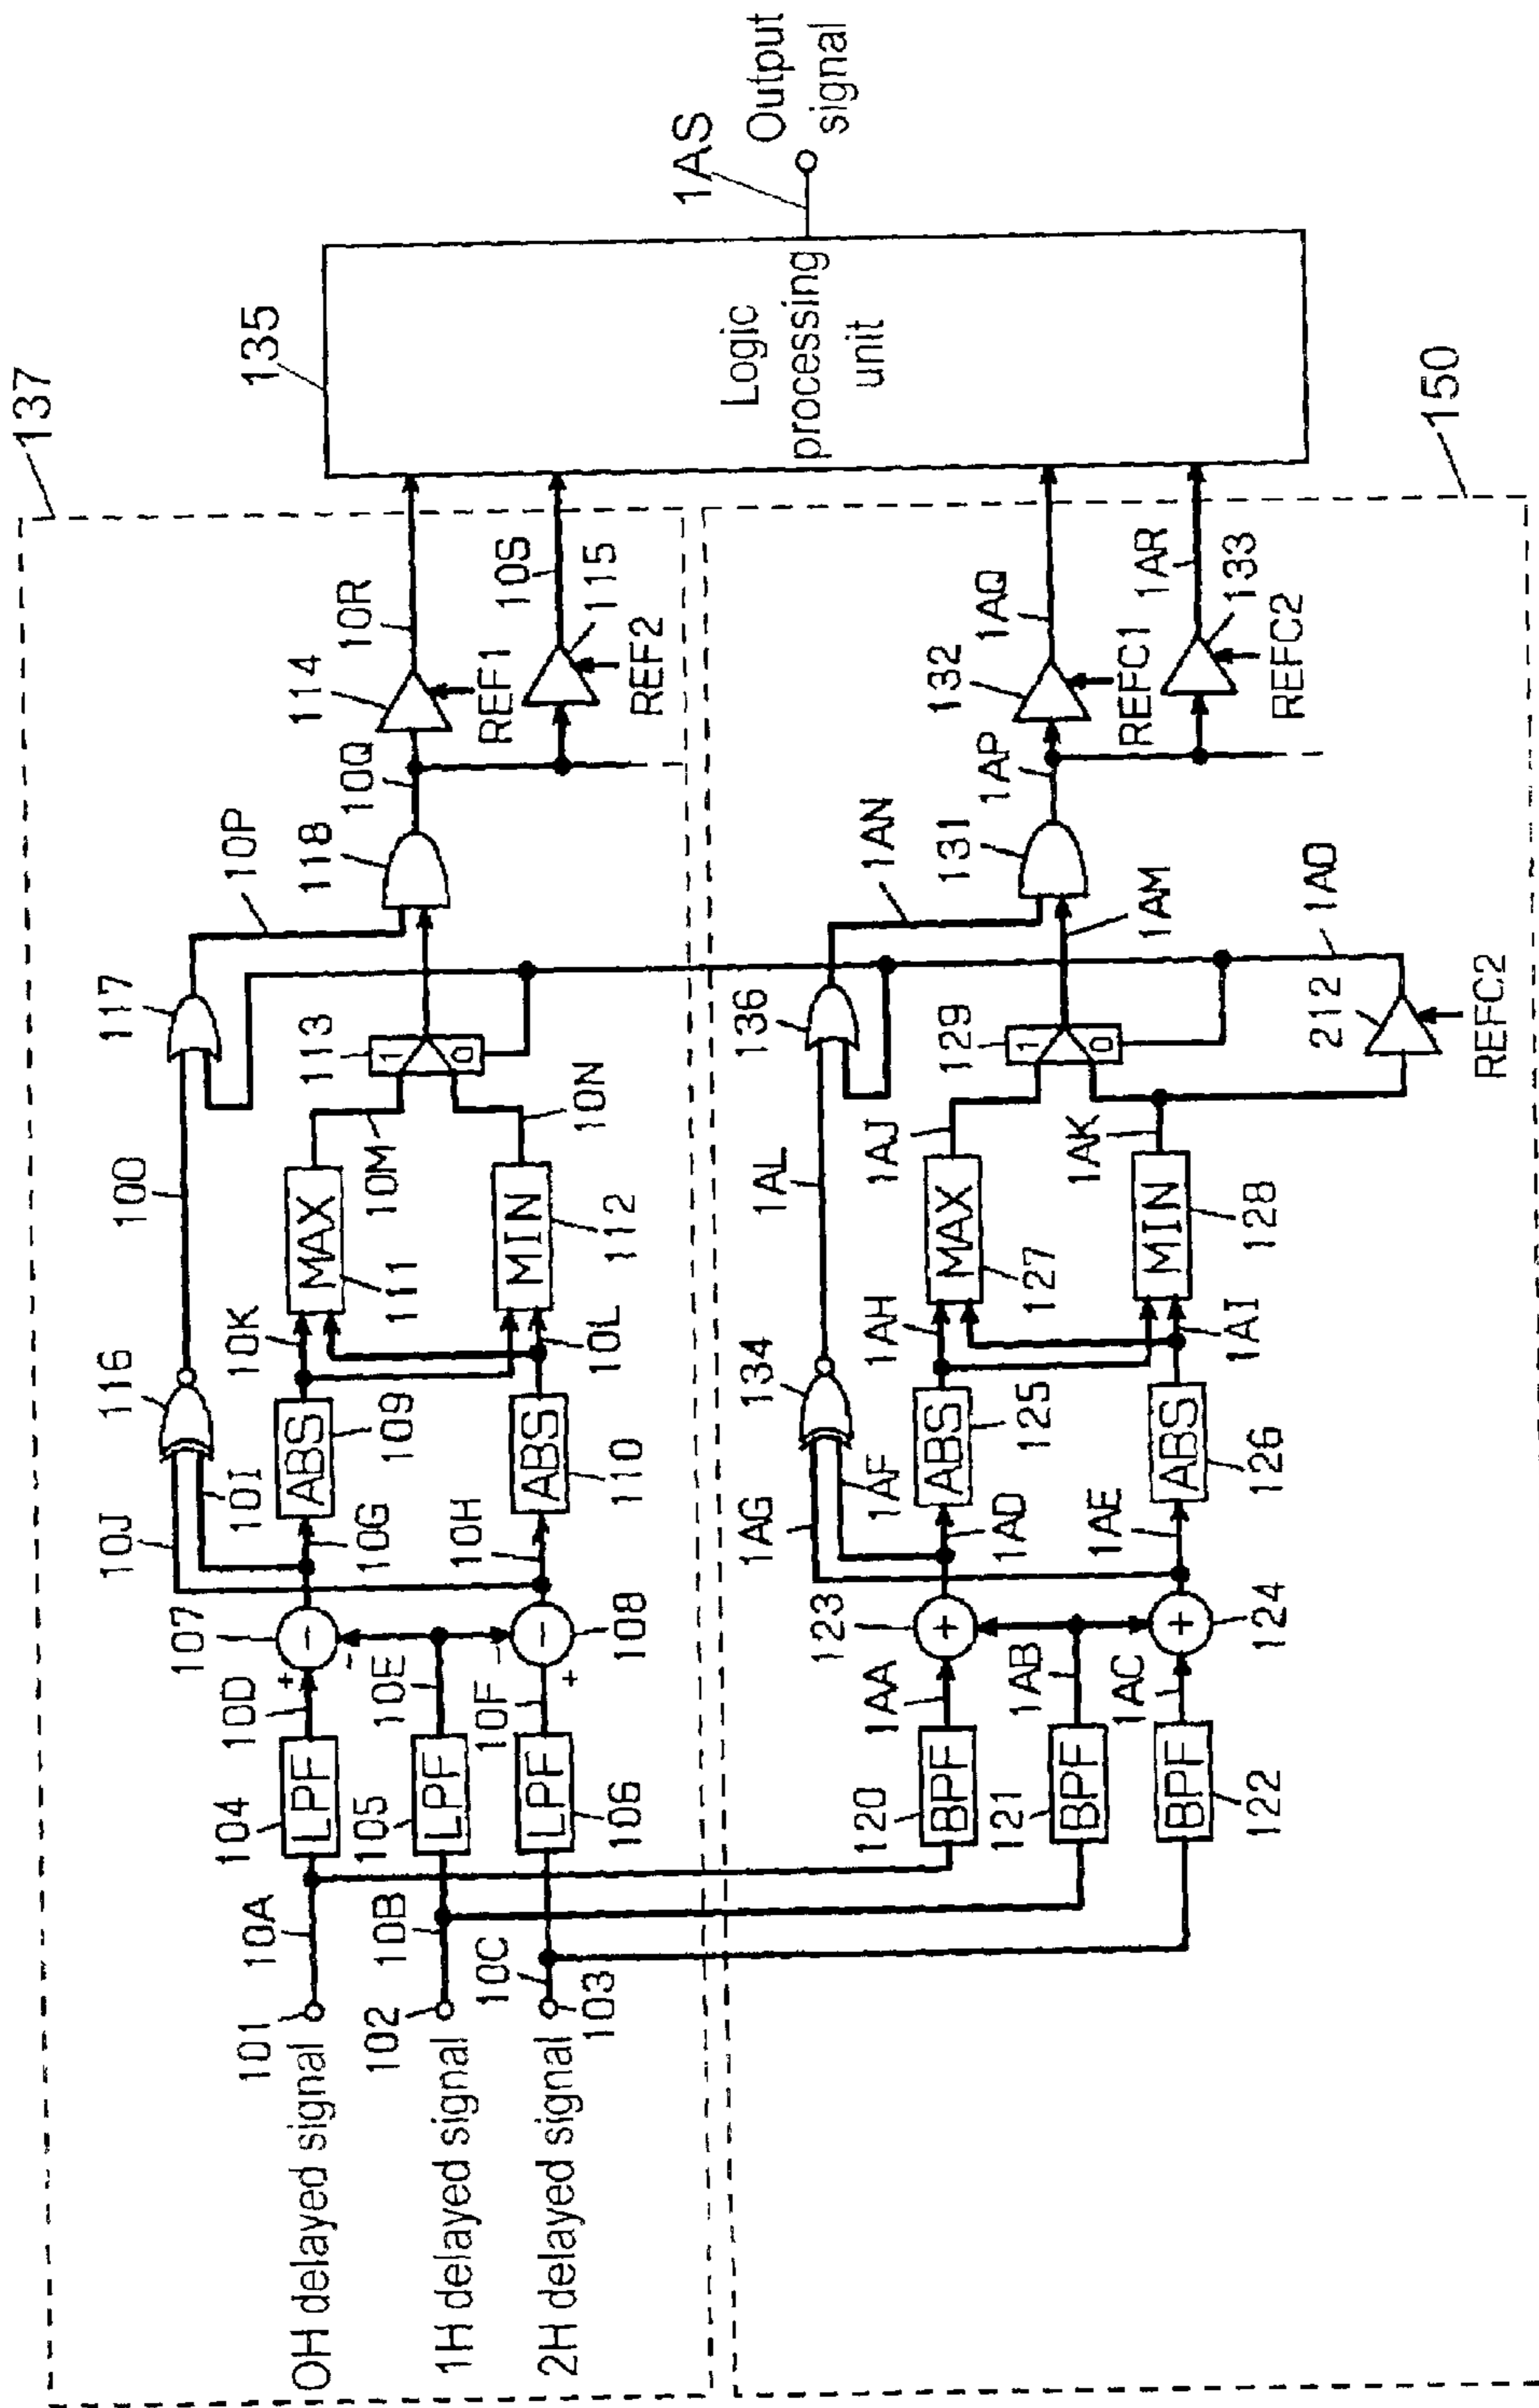 137
135
Logic
processing
unit
1AS
Output
signal
150
0H delayed signal
101
10A
104
LPF
10D
+
-
107
-
10J
10I
10G
116
ABS
109
10K
MAX
111
10O
10M
117
113
1
0
10P
118
10Q
114
REF1
10R
1H delayed signal
102
10B
105
LPF
10E
2H delayed signal
103
10C
LPF
106
10F
+
-
-
108
10H
ABS
110
10L
MIN
112
10N
REF2
115
10S
120
BPF
1AA
123
+
1AG
1AF
1AD
134
ABS
125
1AH
MAX
127
1AL
1AJ
136
129
1
0
1AN
131
1AM
1AP
132
REFC1
1AQ
121
BPF
1AB
BPF
122
1AC
+
124
1AE
ABS
126
1AI
MIN
128
1AK
212
REFC2
1AO
REFC2
133
1AR